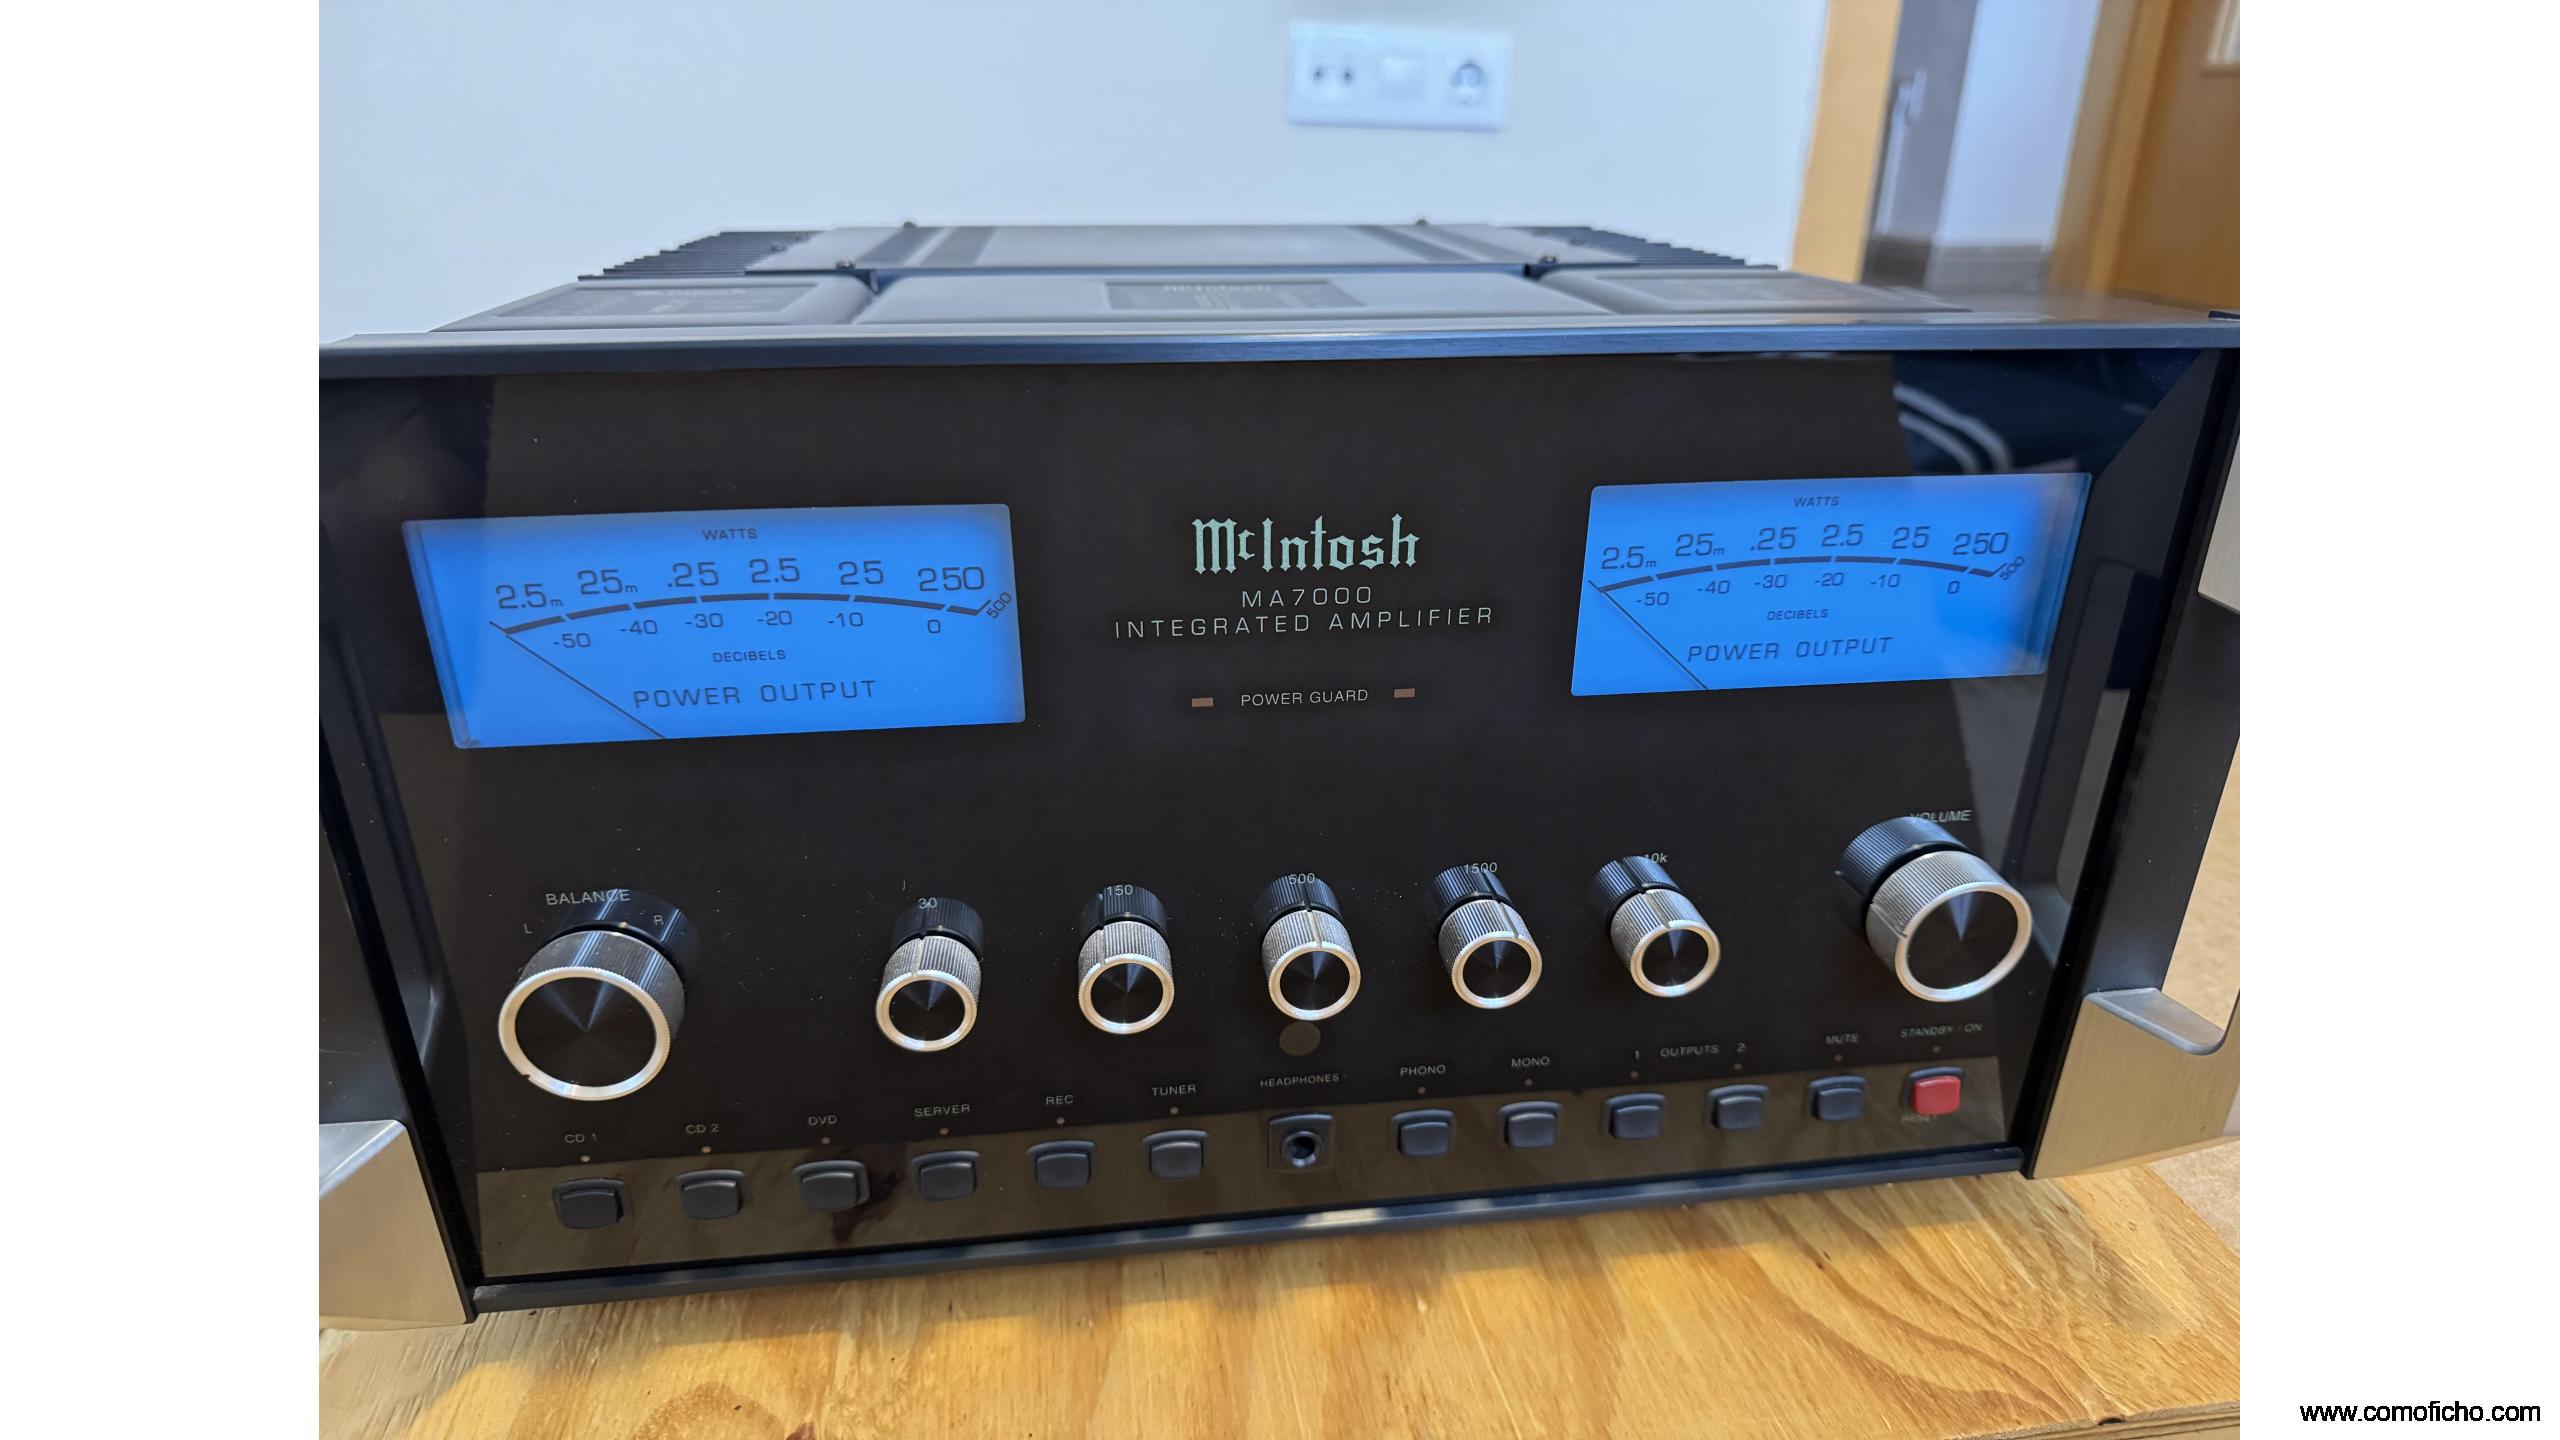 WATTS
2.5m 25m .25 2.5 25 250 500
-50 -40 -30 -20 -10 0
DECIBELS
POWER OUTPUT
McIntosh
MA7000
INTEGRATED AMPLIFIER
POWER GUARD
WATTS
2.5m 25m .25 2.5 25 250 500
-50 -40 -30 -20 -10 0
DECIBELS
POWER OUTPUT
BALANCE
L R
30 150 500 1500 10k
VOLUME
CD 1 CD 2 DVD SERVER REC TUNER HEADPHONES PHONO MONO 1 OUTPUTS 2 MUTE STANDBY / ON
RESET
www.comoficho.com